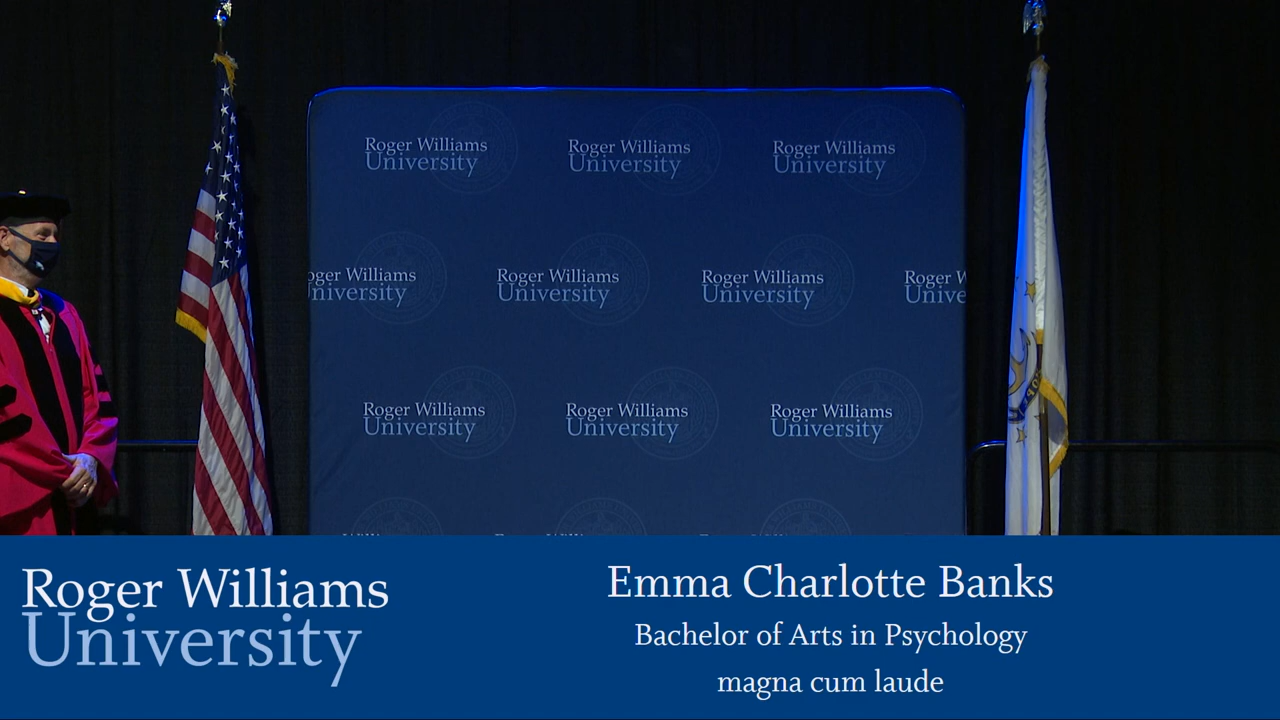 Roger Williams
University
Roger Williams
University
Roger Williams
University
oger Williams
University
Roger Williams
University
Roger Williams
University
Roger W
Unive
Roger Williams
University
Roger Williams
University
Roger Williams
University
Roger Williams
University
Emma Charlotte Banks
Bachelor of Arts in Psychology
magna cum laude